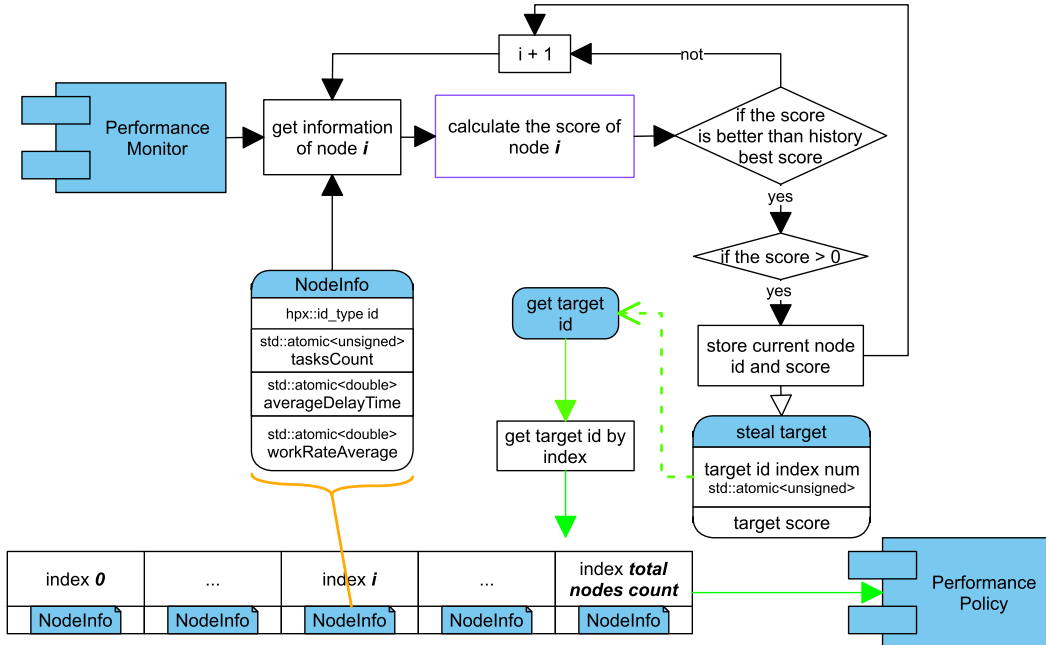 i + 1
not
Performance
Monitor
get information
of node i
calculate the score of
node i
if the score
is better than history
best score
yes
if the score > 0
yes
NodeInfo
hpx::id_type id
std::atomic<unsigned>
tasksCount
std::atomic<double>
averageDelayTime
std::atomic<double>
workRateAverage
get target
id
store current node
id and score
get target id by
index
steal target
target id index num
std::atomic<unsigned>
target score
index 0
...
index i
...
index total
nodes count
NodeInfo
NodeInfo
NodeInfo
NodeInfo
NodeInfo
Performance
Policy